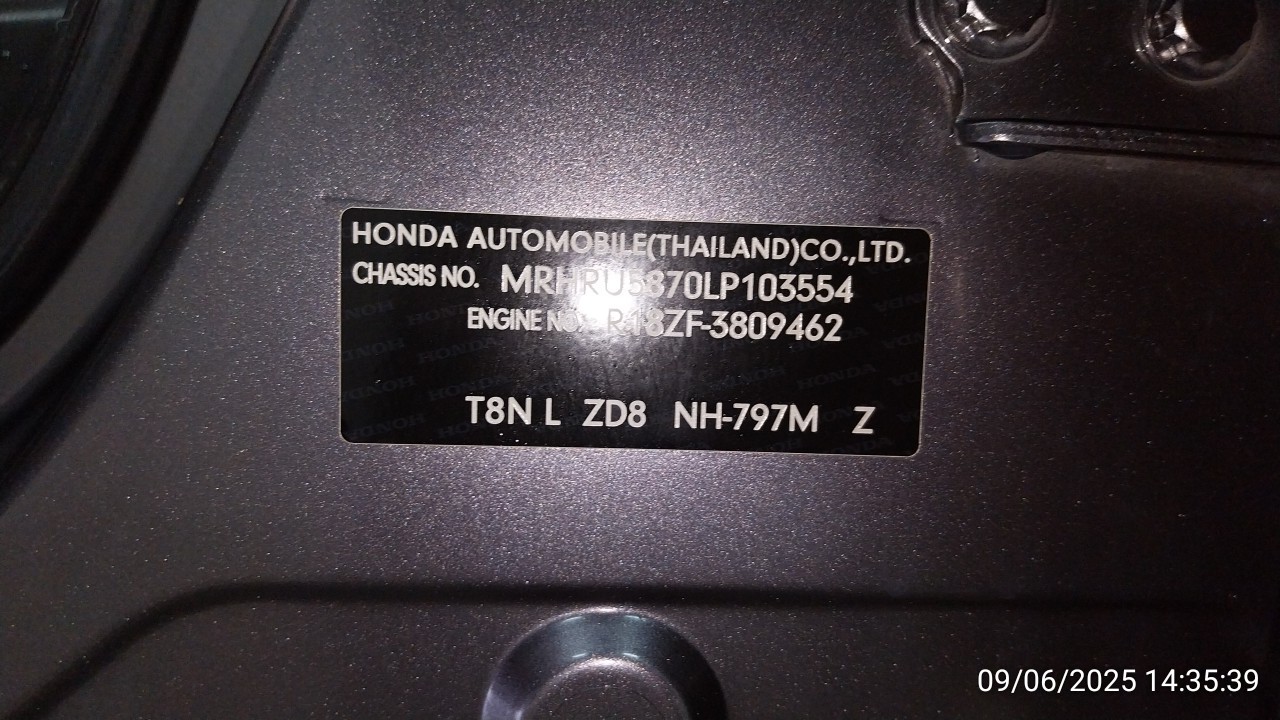 HONDA AUTOMOBILE(THAILAND)CO.,LTD.
CHASSIS NO. MRHRU5870LP103554
ENGINE NO. R18ZF-3809462
T8N L ZD8 NH-797M Z
09/06/2025 14:35:39